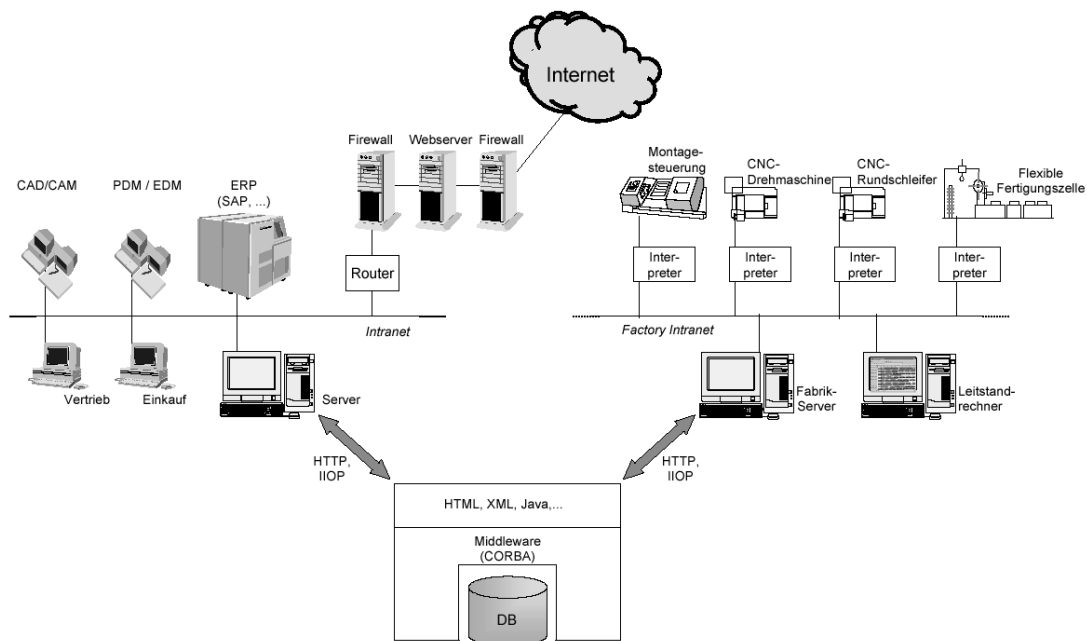 Internet
Firewall
Webserver
Firewall
CAD/CAM
PDM / EDM
ERP
(SAP, ...)
Router
Intranet
Vertrieb
Einkauf
Server
Montage-
steuerung
CNC-
Drehmaschine
CNC-
Rundschleifer
Flexible
Fertigungszelle
Inter-
preter
Inter-
preter
Inter-
preter
Inter-
preter
Factory Intranet
Fabrik-
Server
Leitstand-
rechner
HTTP,
IIOP
HTTP,
IIOP
HTML, XML, Java,...
Middleware
(CORBA)
DB